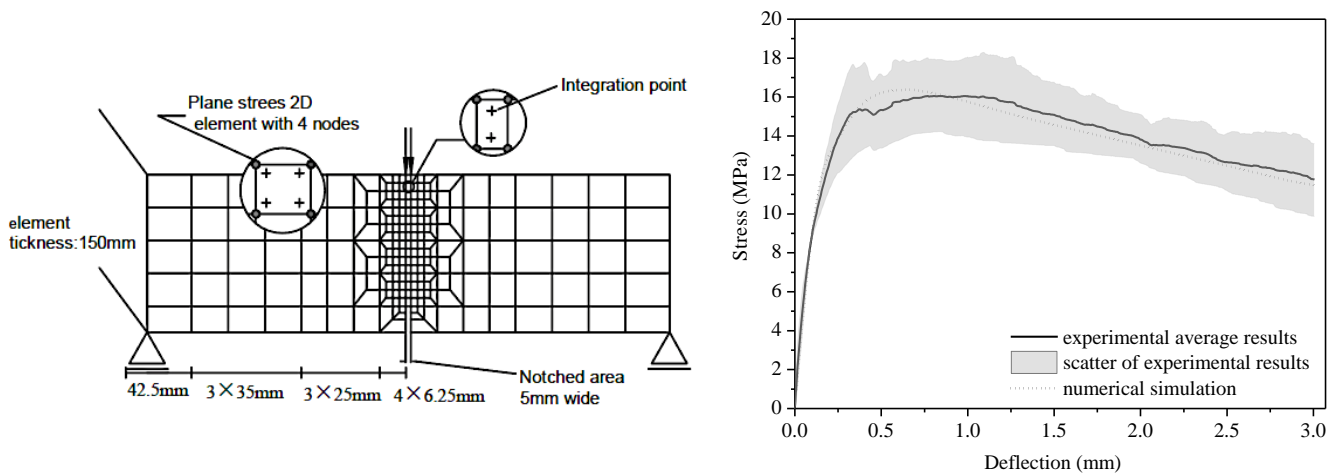 Plane strees 2D
element with 4 nodes
Integration point
element
tickness:150mm
42.5mm
3×35mm
3×25mm
4×6.25mm
Notched area
5mm wide
Stress (MPa)
20
18
16
14
12
10
8
6
4
2
0
experimental average results
scatter of experimental results
numerical simulation
0.0
0.5
1.0
1.5
2.0
2.5
3.0
Deflection (mm)